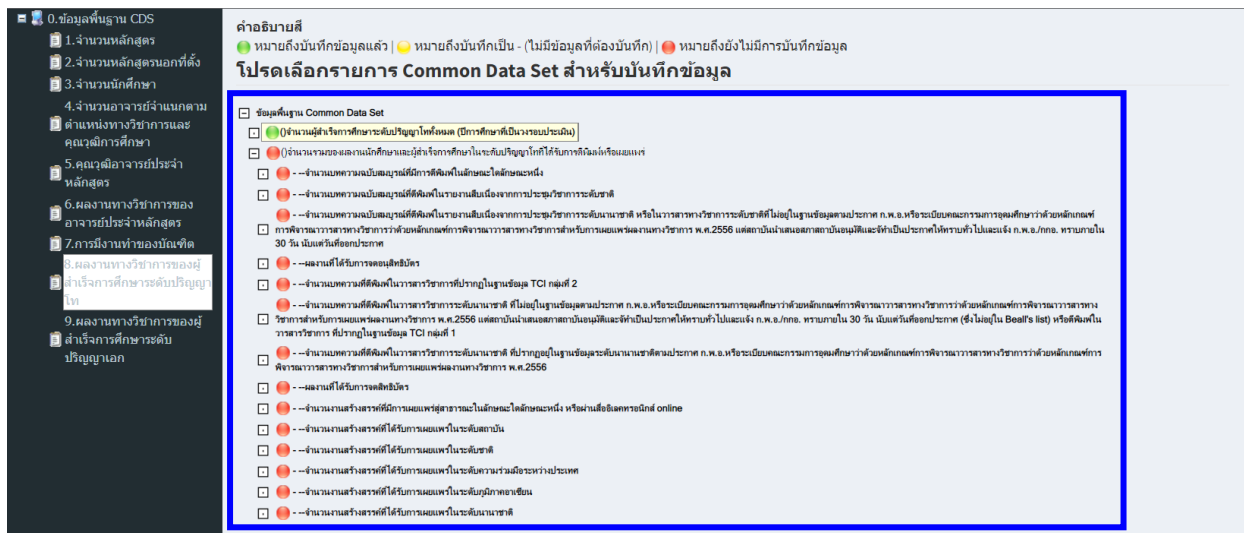 0.ข้อมูลพื้นฐาน CDS
1.จำนวนหลักสูตร
2.จำนวนหลักสูตรนอกที่ตั้ง
3.จำนวนนักศึกษา
4.จำนวนอาจารย์จำแนกตาม
ตำแหน่งทางวิชาการและ
คุณวุฒิการศึกษา
5.คุณวุฒิอาจารย์ประจำ
หลักสูตร
6.ผลงานทางวิชาการของ
อาจารย์ประจำหลักสูตร
7.การมีงานทำของบัณฑิต
8.ผลงานทางวิชาการของผู้
สำเร็จการศึกษาระดับปริญญา
โท
9.ผลงานทางวิชาการของผู้
สำเร็จการศึกษาระดับ
ปริญญาเอก
คำอธิบายสี
หมายถึงบันทึกข้อมูลแล้ว | หมายถึงบันทึกเป็น - (ไม่มีข้อมูลที่ต้องบันทึก) | หมายถึงยังไม่มีการบันทึกข้อมูล
โปรดเลือกรายการ Common Data Set สำหรับบันทึกข้อมูล
ข้อมูลพื้นฐาน Common Data Set
()จำนวนผู้สำเร็จการศึกษาระดับปริญญาโททั้งหมด (ปีการศึกษาที่เป็นวงรอบประเมิน)
()จำนวนรวมของผลงานนักศึกษาและผู้สำเร็จการศึกษาในระดับปริญญาโทที่ได้รับการตีพิมพ์หรือเผยแพร่
- --จำนวนบทความฉบับสมบูรณ์ที่มีการตีพิมพ์ในลักษณะใดลักษณะหนึ่ง
- --จำนวนบทความฉบับสมบูรณ์ที่ตีพิมพ์ในรายงานสืบเนื่องจากการประชุมวิชาการระดับชาติ
- --จำนวนบทความฉบับสมบูรณ์ที่ตีพิมพ์ในรายงานสืบเนื่องจากการประชุมวิชาการระดับนานาชาติ หรือในวารสารทางวิชาการระดับชาติที่ไม่อยู่ในฐานข้อมูลตามประกาศ ก.พ.อ.หรือระเบียบคณะกรรมการอุดมศึกษาว่าด้วยหลักเกณฑ์
การพิจารณาวารสารทางวิชาการว่าด้วยหลักเกณฑ์การพิจารณาวารสารทางวิชาการสำหรับการเผยแพร่ผลงานทางวิชาการ พ.ศ.2556 แต่สถาบันนำเสนอสภาสถาบันอนุมัติและจัทำเป็นประกาศให้ทราบทั่วไปและแจ้ง ก.พ.อ./กกอ. ทราบภายใน
30 วัน นับแต่วันที่ออกประกาศ
- --ผลงานที่ได้รับการจดอนุสิทธิบัตร
- --จำนวนบทความที่ตีพิมพ์ในวารสารวิชาการที่ปรากฏในฐานข้อมูล TCI กลุ่มที่ 2
- --จำนวนบทความที่ตีพิมพ์ในวารสารวิชาการระดับนานาชาติ ที่ไม่อยู่ในฐานข้อมูลตามประกาศ ก.พ.อ.หรือระเบียบคณะกรรมการอุดมศึกษาว่าด้วยหลักเกณฑ์การพิจารณาวารสารทางวิชาการว่าด้วยหลักเกณฑ์การพิจารณาวารสารทาง
วิชาการสำหรับการเผยแพร่ผลงานทางวิชาการ พ.ศ.2556 แต่สถาบันนำเสนอสภาสถาบันอนุมัติและจัทำเป็นประกาศให้ทราบทั่วไปและแจ้ง ก.พ.อ./กกอ. ทราบภายใน 30 วัน นับแต่วันที่ออกประกาศ (ซึ่งไม่อยู่ใน Beall's list) หรือตีพิมพ์ใน
วารสารวิชาการ ที่ปรากฏในฐานข้อมูล TCI กลุ่มที่ 1
- --จำนวนบทความที่ตีพิมพ์ในวารสารวิชาการระดับนานาชาติ ที่ปรากฏอยู่ในฐานข้อมูลระดับนานานชาติตามประกาศ ก.พ.อ.หรือระเบียบคณะกรรมการอุดมศึกษา ว่าด้วยหลักเกณฑ์การพิจารณาวารสารทางวิชาการว่าด้วยหลักเกณฑ์การ
พิจารณาวารสารทางวิชาการสำหรับการเผยแพร่ผลงานทางวิชาการ พ.ศ.2556
- --ผลงานที่ได้รับการจดสิทธิบัตร
- --จำนวนงานสร้างสรรค์ที่มีการเผยแพร่สู่สาธารณะในลักษณะใดลักษณะหนึ่ง หรือผ่านสื่ออิเลคทรอนิกส์ online
- --จำนวนงานสร้างสรรค์ที่ได้รับการเผยแพร่ในระดับสถาบัน
- --จำนวนงานสร้างสรรค์ที่ได้รับการเผยแพร่ในระดับชาติ
- --จำนวนงานสร้างสรรค์ที่ได้รับการเผยแพร่ในระดับความร่วมมือระหว่างประเทศ
- --จำนวนงานสร้างสรรค์ที่ได้รับการเผยแพร่ในระดับภูมิภาคอาเซียน
- --จำนวนงานสร้างสรรค์ที่ได้รับการเผยแพร่ในระดับนานาชาติ